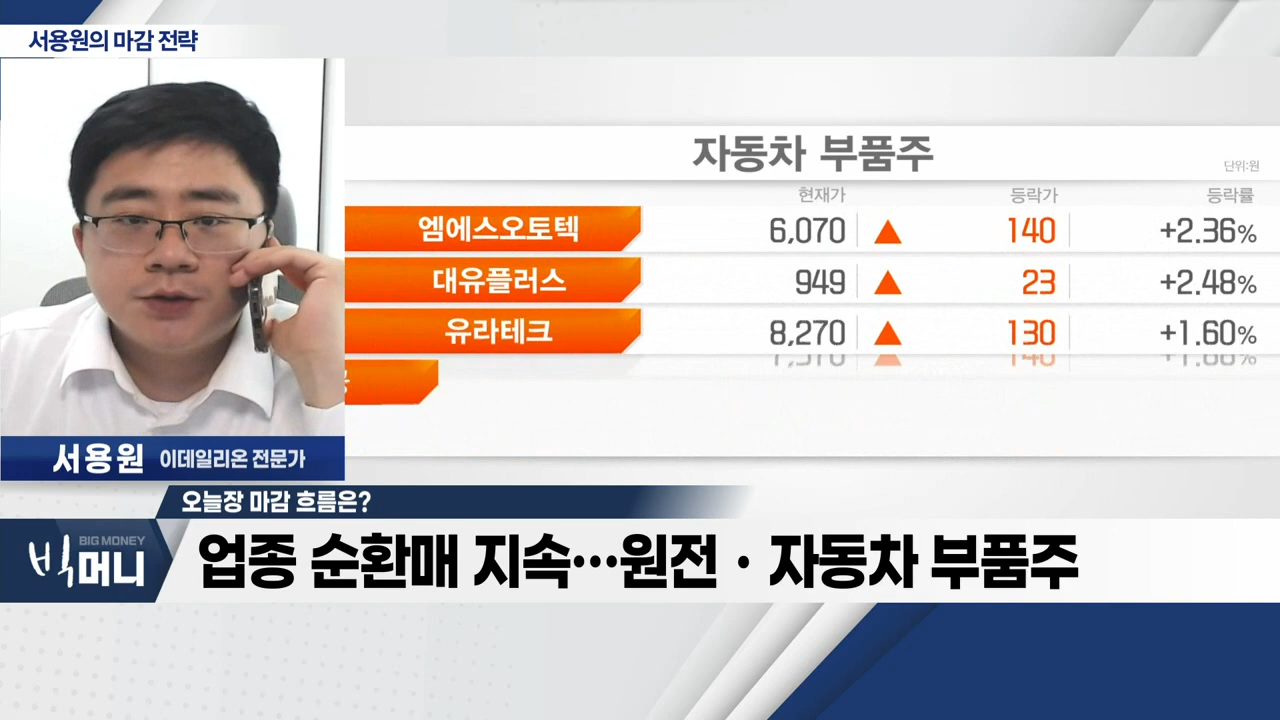 서용원의 마감 전략
자동차 부품주
단위:원
현재가 등락가 등락률
엠에스오토텍 6,070 ▲ 140 +2.36%
대유플러스 949 ▲ 23 +2.48%
유라테크 8,270 ▲ 130 +1.60%
서용원 이데일리온 전문가
오늘장 마감 흐름은?
BIG MONEY
빅머니
업종 순환매 지속…원전·자동차 부품주